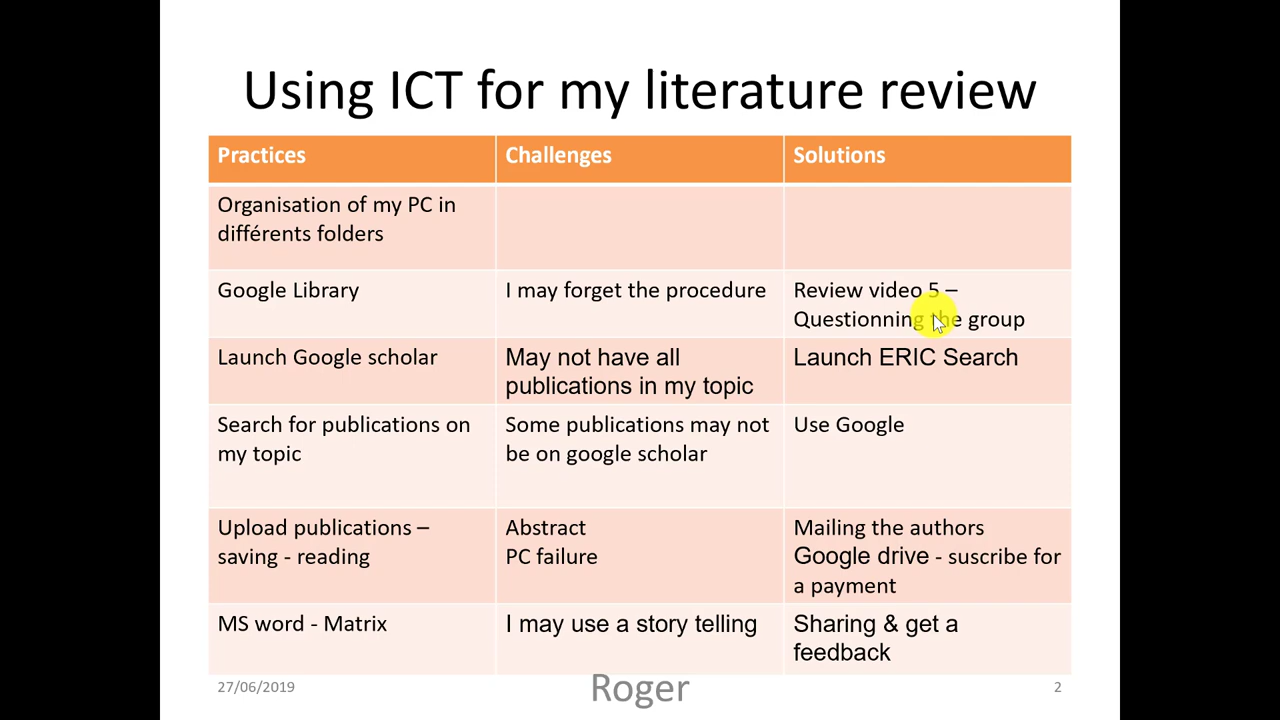 Using ICT for my literature review
Practices
Challenges
Solutions
Organisation of my PC in
différents folders
Google Library
I may forget the procedure
Review video 5 –
Questionning the group
Launch Google scholar
May not have all
publications in my topic
Launch ERIC Search
Search for publications on
my topic
Some publications may not
be on google scholar
Use Google
Upload publications –
saving - reading
Abstract
PC failure
Mailing the authors
Google drive - suscribe for
a payment
MS word - Matrix
I may use a story telling
Sharing & get a
feedback
27/06/2019
Roger
2